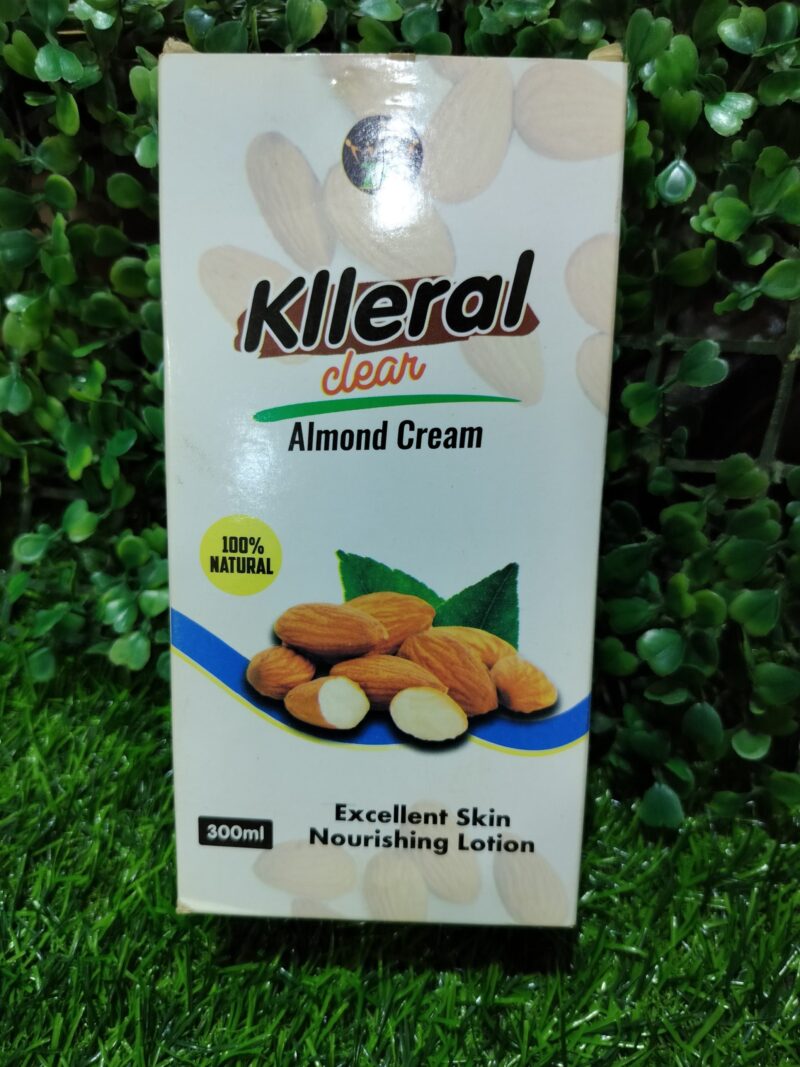 Klleral
clear
Almond Cream
100%
NATURAL
300ml
Excellent Skin
Nourishing Lotion